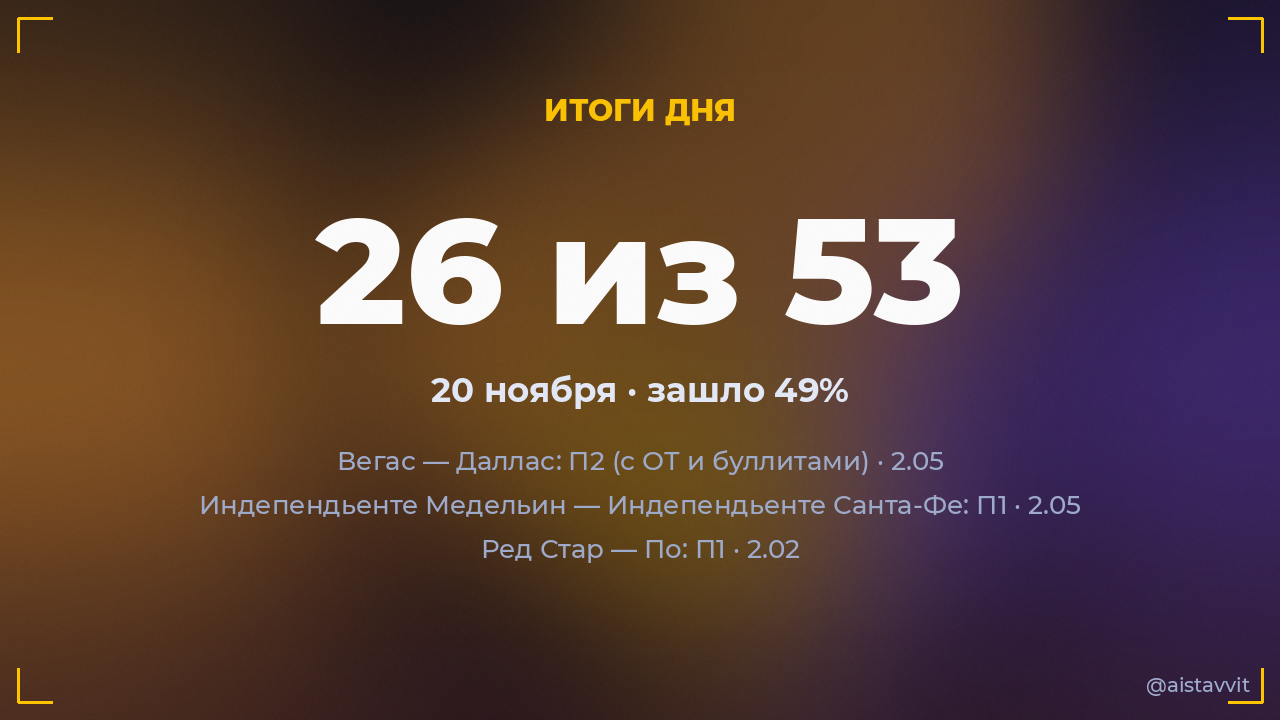 ИТОГИ ДНЯ
26 из 53
20 ноября · зашло 49%
Вегас — Даллас: П2 (с ОТ и буллитами) · 2.05
Индепендьенте Медельин — Индепендьенте Санта-Фе: П1 · 2.05
Ред Стар — По: П1 · 2.02
@aistavvit